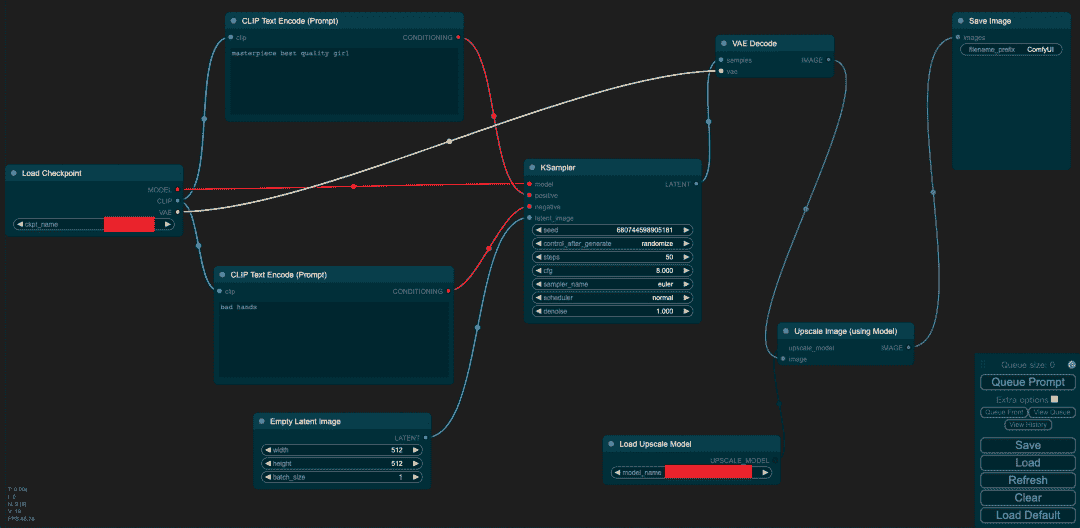 CLIP Text Encode (Prompt)
clip
CONDITIONING
masterpiece best quality girl
Load Checkpoint
MODEL
CLIP
VAE
ckpt_name
CLIP Text Encode (Prompt)
clip
CONDITIONING
bad hands
Empty Latent Image
LATENT
width 512
height 512
batch_size 1
KSampler
model
LATENT
positive
negative
latent_image
seed 680744598905161
control_after_generate randomize
steps 50
cfg 8.000
sampler_name euler
scheduler normal
denoise 1.000
VAE Decode
samples
IMAGE
vae
Load Upscale Model
UPSCALE_MODEL
model_name
Upscale Image (using Model)
upscale_model
IMAGE
image
Save Image
images
filename_prefix ComfyUI
Queue size: 0
Queue Prompt
Extra options
Queue Front View Queue
View History
Save
Load
Refresh
Clear
Load Default